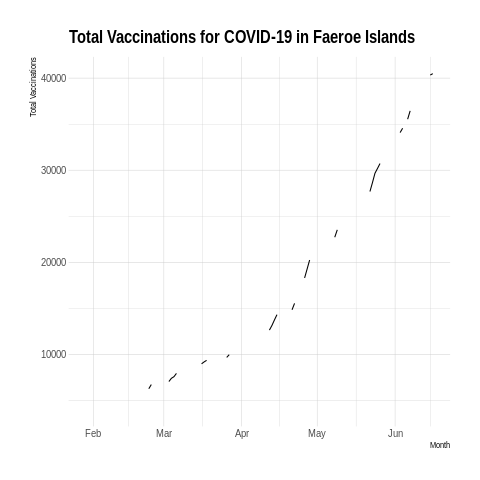 Total Vaccinations for COVID-19 in Faeroe Islands
Total Vaccinations
40000
30000
20000
10000
Feb Mar Apr May Jun
Month